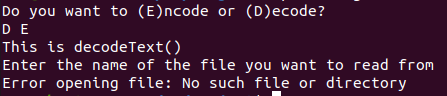 Do you want to (E)ncode or (D)ecode?
D E
This is decodeText()
Enter the name of the file you want to read from
Error opening file: No such file or directory